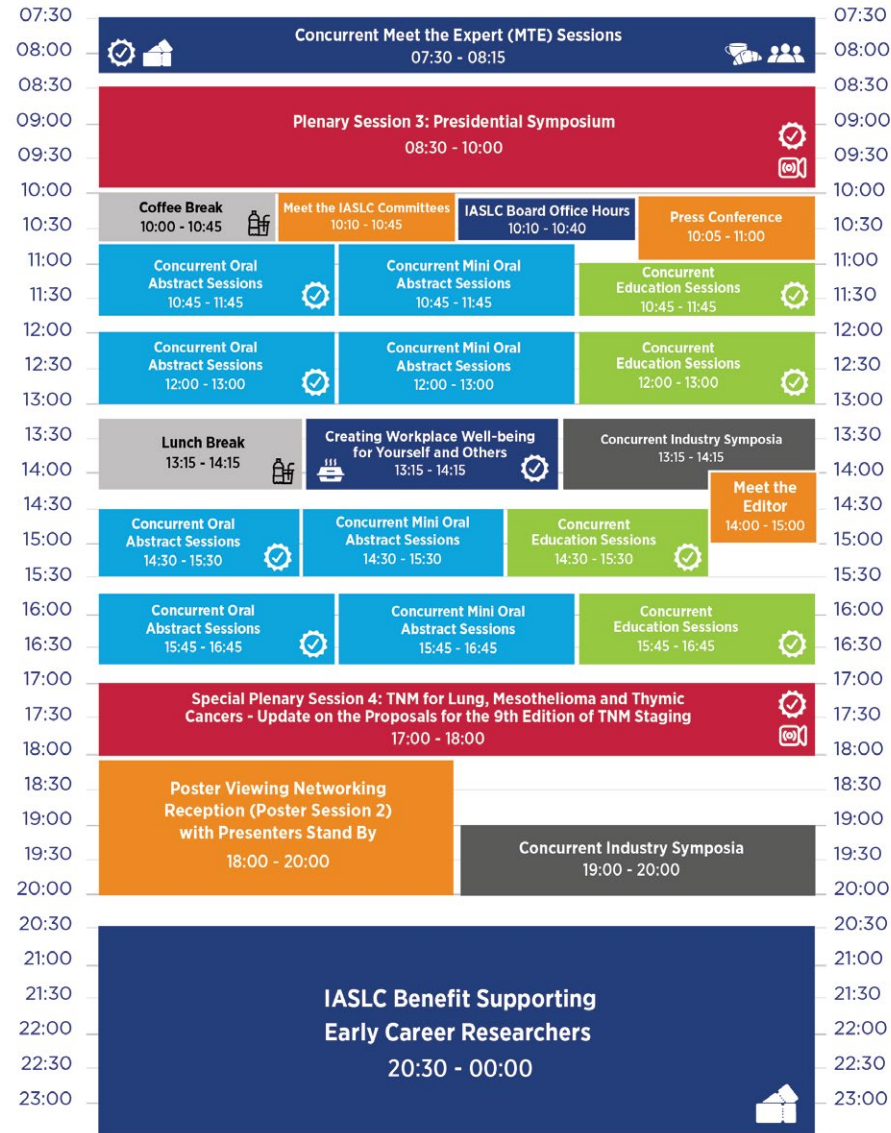 07:30
08:00
08:30
09:00
09:30
10:00
10:30
11:00
11:30
12:00
12:30
13:00
13:30
14:00
14:30
15:00
15:30
16:00
16:30
17:00
17:30
18:00
18:30
19:00
19:30
20:00
20:30
21:00
21:30
22:00
22:30
23:00
Concurrent Meet the Expert (MTE) Sessions
07:30 - 08:15
Plenary Session 3: Presidential Symposium
08:30 - 10:00
Coffee Break
10:00 - 10:45
Meet the IASLC Committees
10:10 - 10:45
IASLC Board Office Hours
10:10 - 10:40
Press Conference
10:05 - 11:00
Concurrent Oral
Abstract Sessions
10:45 - 11:45
Concurrent Mini Oral
Abstract Sessions
10:45 - 11:45
Concurrent
Education Sessions
10:45 - 11:45
Concurrent Oral
Abstract Sessions
12:00 - 13:00
Concurrent Mini Oral
Abstract Sessions
12:00 - 13:00
Concurrent
Education Sessions
12:00 - 13:00
Lunch Break
13:15 - 14:15
Creating Workplace Well-being
for Yourself and Others
13:15 - 14:15
Concurrent Industry Symposia
13:15 - 14:15
Meet the
Editor
14:00 - 15:00
Concurrent Oral
Abstract Sessions
14:30 - 15:30
Concurrent Mini Oral
Abstract Sessions
14:30 - 15:30
Concurrent
Education Sessions
14:30 - 15:30
Concurrent Oral
Abstract Sessions
15:45 - 16:45
Concurrent Mini Oral
Abstract Sessions
15:45 - 16:45
Concurrent
Education Sessions
15:45 - 16:45
Special Plenary Session 4: TNM for Lung, Mesothelioma and Thymic
Cancers - Update on the Proposals for the 9th Edition of TNM Staging
17:00 - 18:00
Poster Viewing Networking
Reception (Poster Session 2)
with Presenters Stand By
18:00 - 20:00
Concurrent Industry Symposia
19:00 - 20:00
IASLC Benefit Supporting
Early Career Researchers
20:30 - 00:00
07:30
08:00
08:30
09:00
09:30
10:00
10:30
11:00
11:30
12:00
12:30
13:00
13:30
14:00
14:30
15:00
15:30
16:00
16:30
17:00
17:30
18:00
18:30
19:00
19:30
20:00
20:30
21:00
21:30
22:00
22:30
23:00